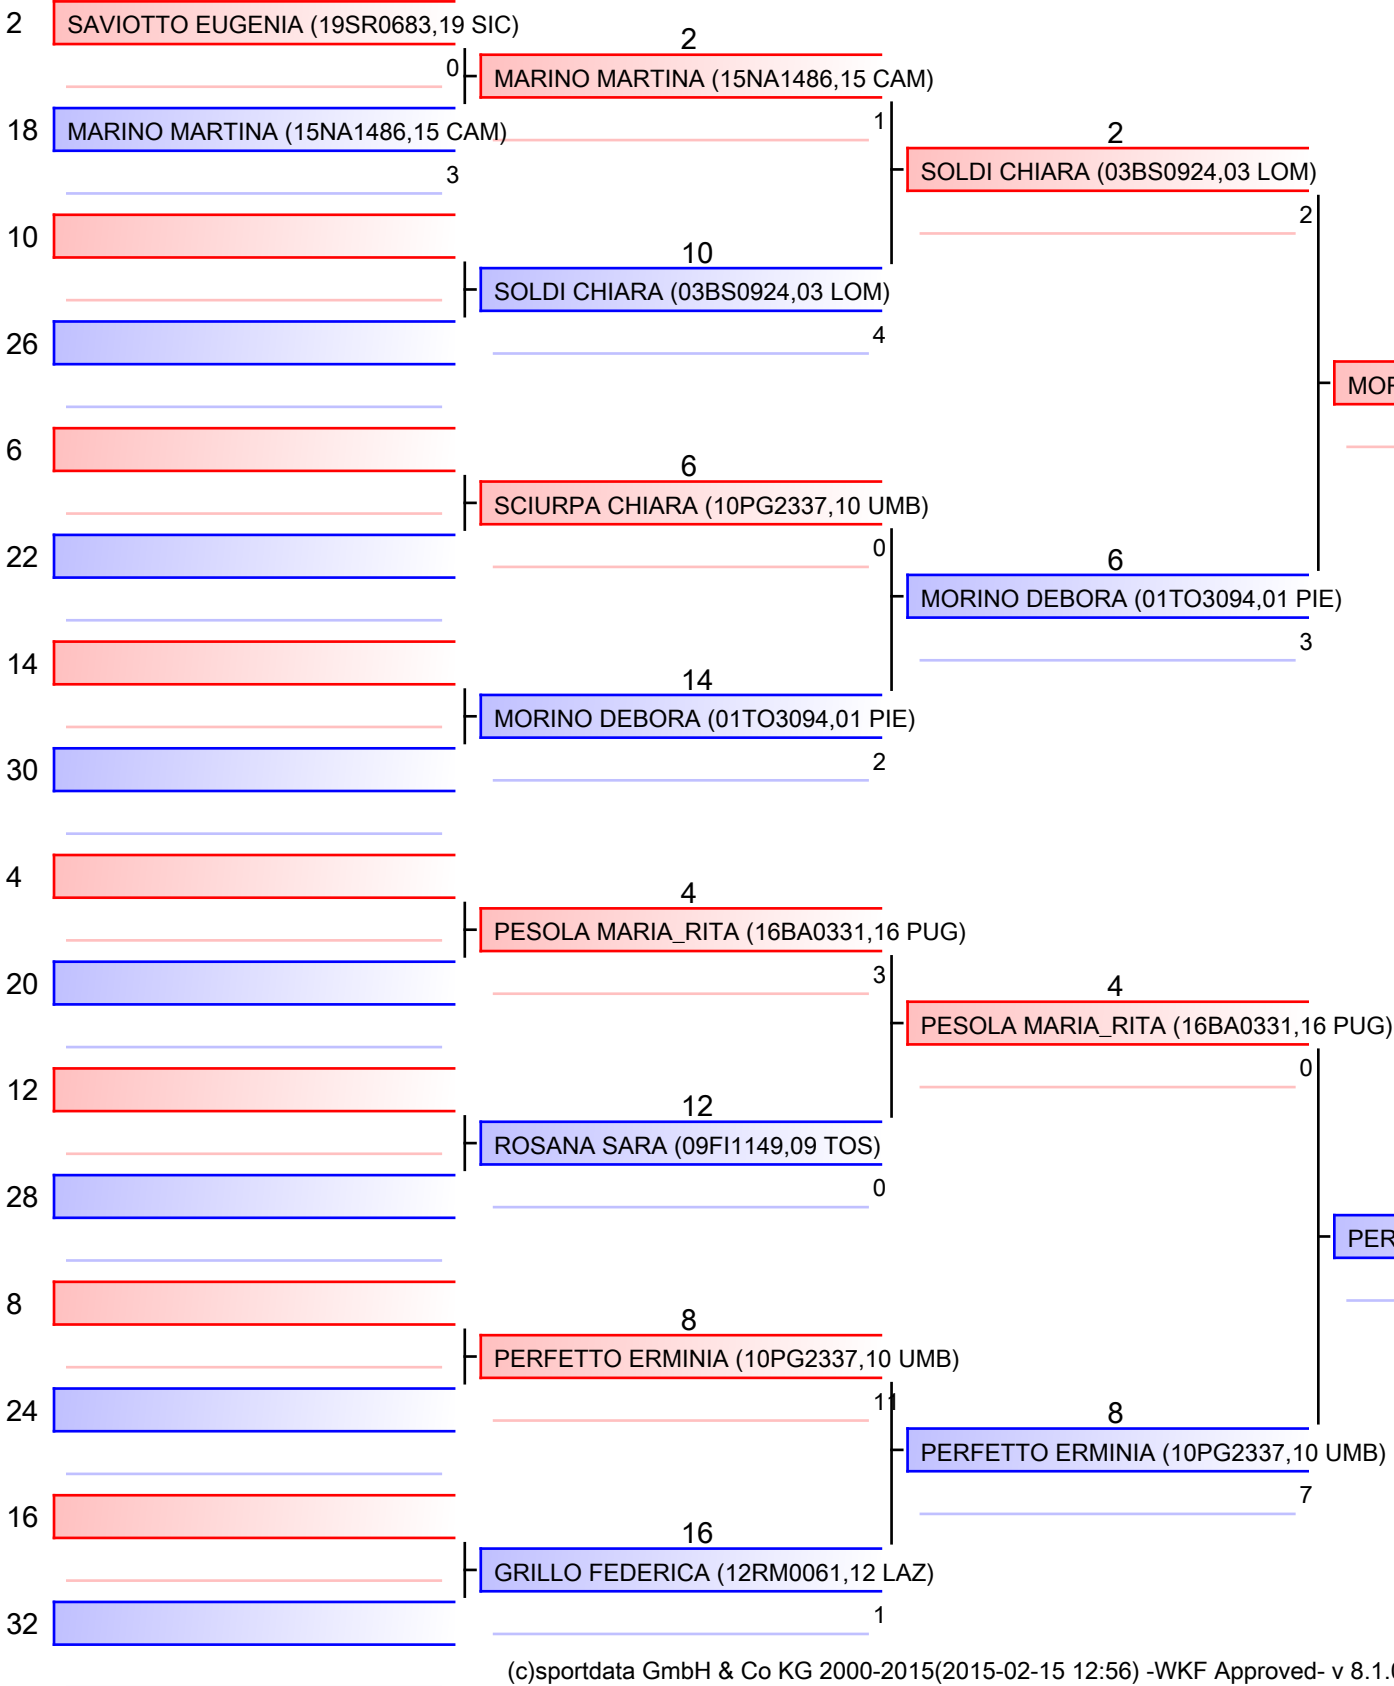 2 SAVIOTTO EUGENIA (19SR0683,19 SIC)
0
18 MARINO MARTINA (15NA1486,15 CAM)
3
10
26
6
22
14
30
4
20
12
28
8
24
16
32
2
MARINO MARTINA (15NA1486,15 CAM)
1
10
SOLDI CHIARA (03BS0924,03 LOM)
4
6
SCIURPA CHIARA (10PG2337,10 UMB)
0
14
MORINO DEBORA (01TO3094,01 PIE)
2
4
PESOLA MARIA_RITA (16BA0331,16 PUG)
3
12
ROSANA SARA (09FI1149,09 TOS)
0
8
PERFETTO ERMINIA (10PG2337,10 UMB)
11
16
GRILLO FEDERICA (12RM0061,12 LAZ)
1
2
SOLDI CHIARA (03BS0924,03 LOM)
2
6
MORINO DEBORA (01TO3094,01 PIE)
3
4
PESOLA MARIA_RITA (16BA0331,16 PUG)
0
8
PERFETTO ERMINIA (10PG2337,10 UMB)
7
PER
(c)sportdata GmbH & Co KG 2000-2015(2015-02-15 12:56) -WKF Approved- v 8.1.0